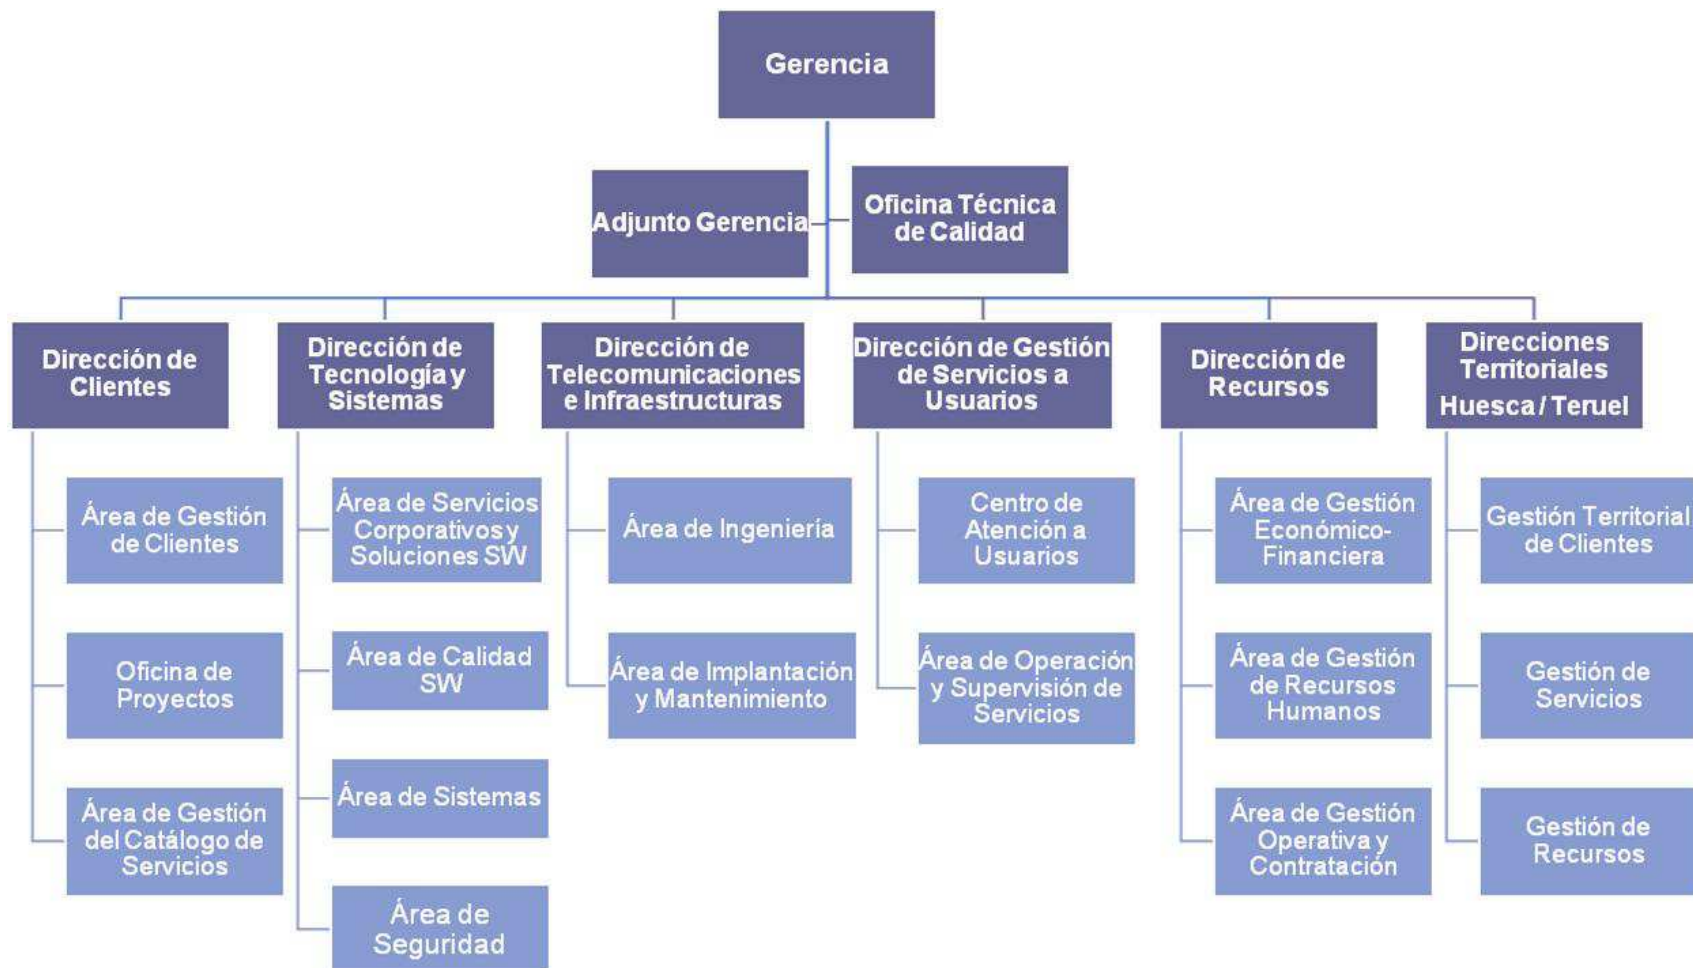 Gerencia
Adjunto Gerencia
Oficina Técnica
de Calidad
Dirección de
Clientes
Dirección de
Tecnología y
Sistemas
Dirección de
Telecomunicaciones
e Infraestructuras
Dirección de Gestión
de Servicios a
Usuarios
Dirección de
Recursos
Direcciones
Territoriales
Huesca / Teruel
Área de Gestión
de Clientes
Oficina de
Proyectos
Área de Gestión
del Catálogo de
Servicios
Área de Servicios
Corporativos y
Soluciones SW
Área de Calidad
SW
Área de Sistemas
Área de
Seguridad
Área de Ingeniería
Área de Implantación
y Mantenimiento
Centro de
Atención a
Usuarios
Área de Operación
y Supervisión de
Servicios
Área de Gestión
Económico-
Financiera
Área de Gestión
de Recursos
Humanos
Área de Gestión
Operativa y
Contratación
Gestión Territorial
de Clientes
Gestión de
Servicios
Gestión de
Recursos